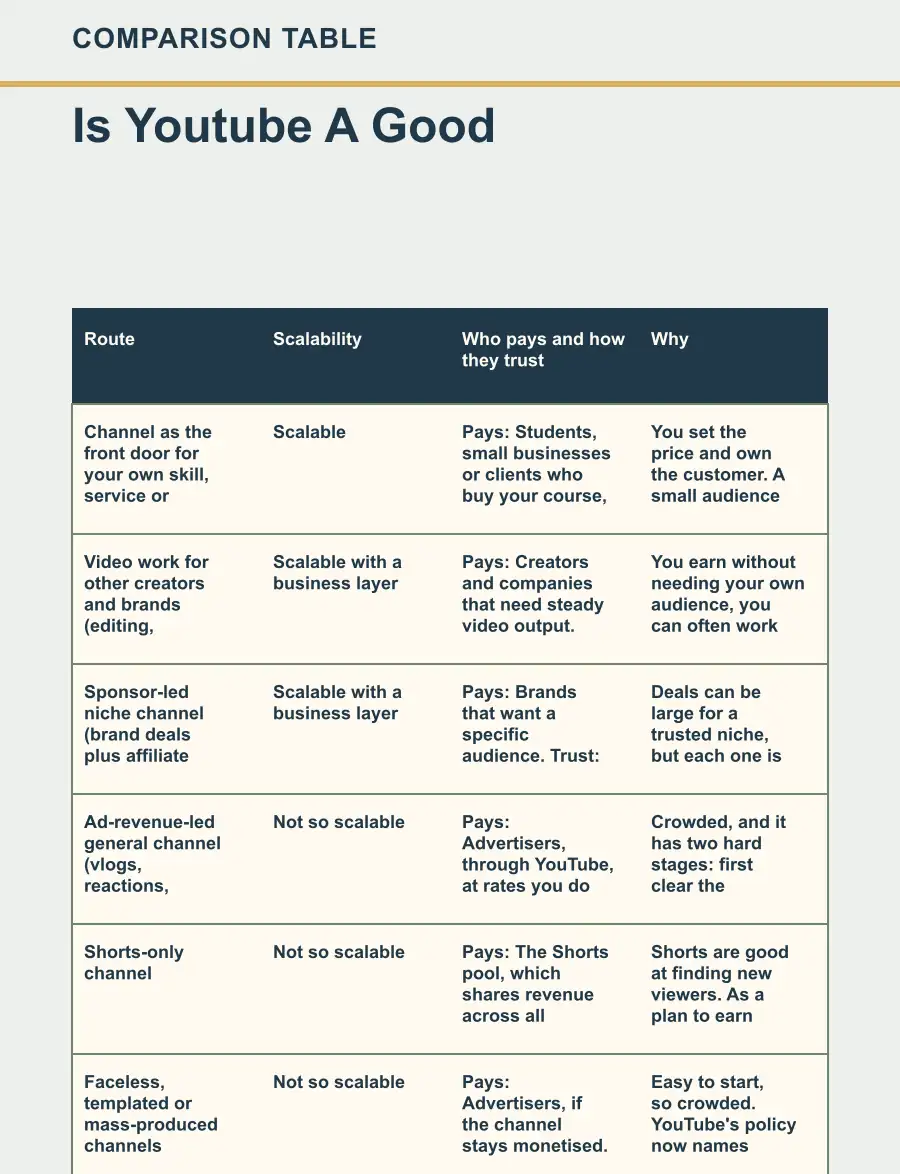 COMPARISON TABLE
Is Youtube A Good
Route
Scalability
Who pays and how
they trust
Why
Channel as the
front door for
your own skill,
service or
Scalable
Pays: Students,
small businesses
or clients who
buy your course,
You set the
price and own
the customer. A
small audience
Video work for
other creators
and brands
(editing,
Scalable with a
business layer
Pays: Creators
and companies
that need steady
video output.
You earn without
needing your own
audience, you
can often work
Sponsor-led
niche channel
(brand deals
plus affiliate
Scalable with a
business layer
Pays: Brands
that want a
specific
audience. Trust:
Deals can be
large for a
trusted niche,
but each one is
Ad-revenue-led
general channel
(vlogs,
reactions,
Not so scalable
Pays:
Advertisers,
through YouTube,
at rates you do
Crowded, and it
has two hard
stages: first
clear the
Shorts-only
channel
Not so scalable
Pays: The Shorts
pool, which
shares revenue
across all
Shorts are good
at finding new
viewers. As a
plan to earn
Faceless,
templated or
mass-produced
channels
Not so scalable
Pays:
Advertisers, if
the channel
stays monetised.
Easy to start,
so crowded.
YouTube's policy
now names